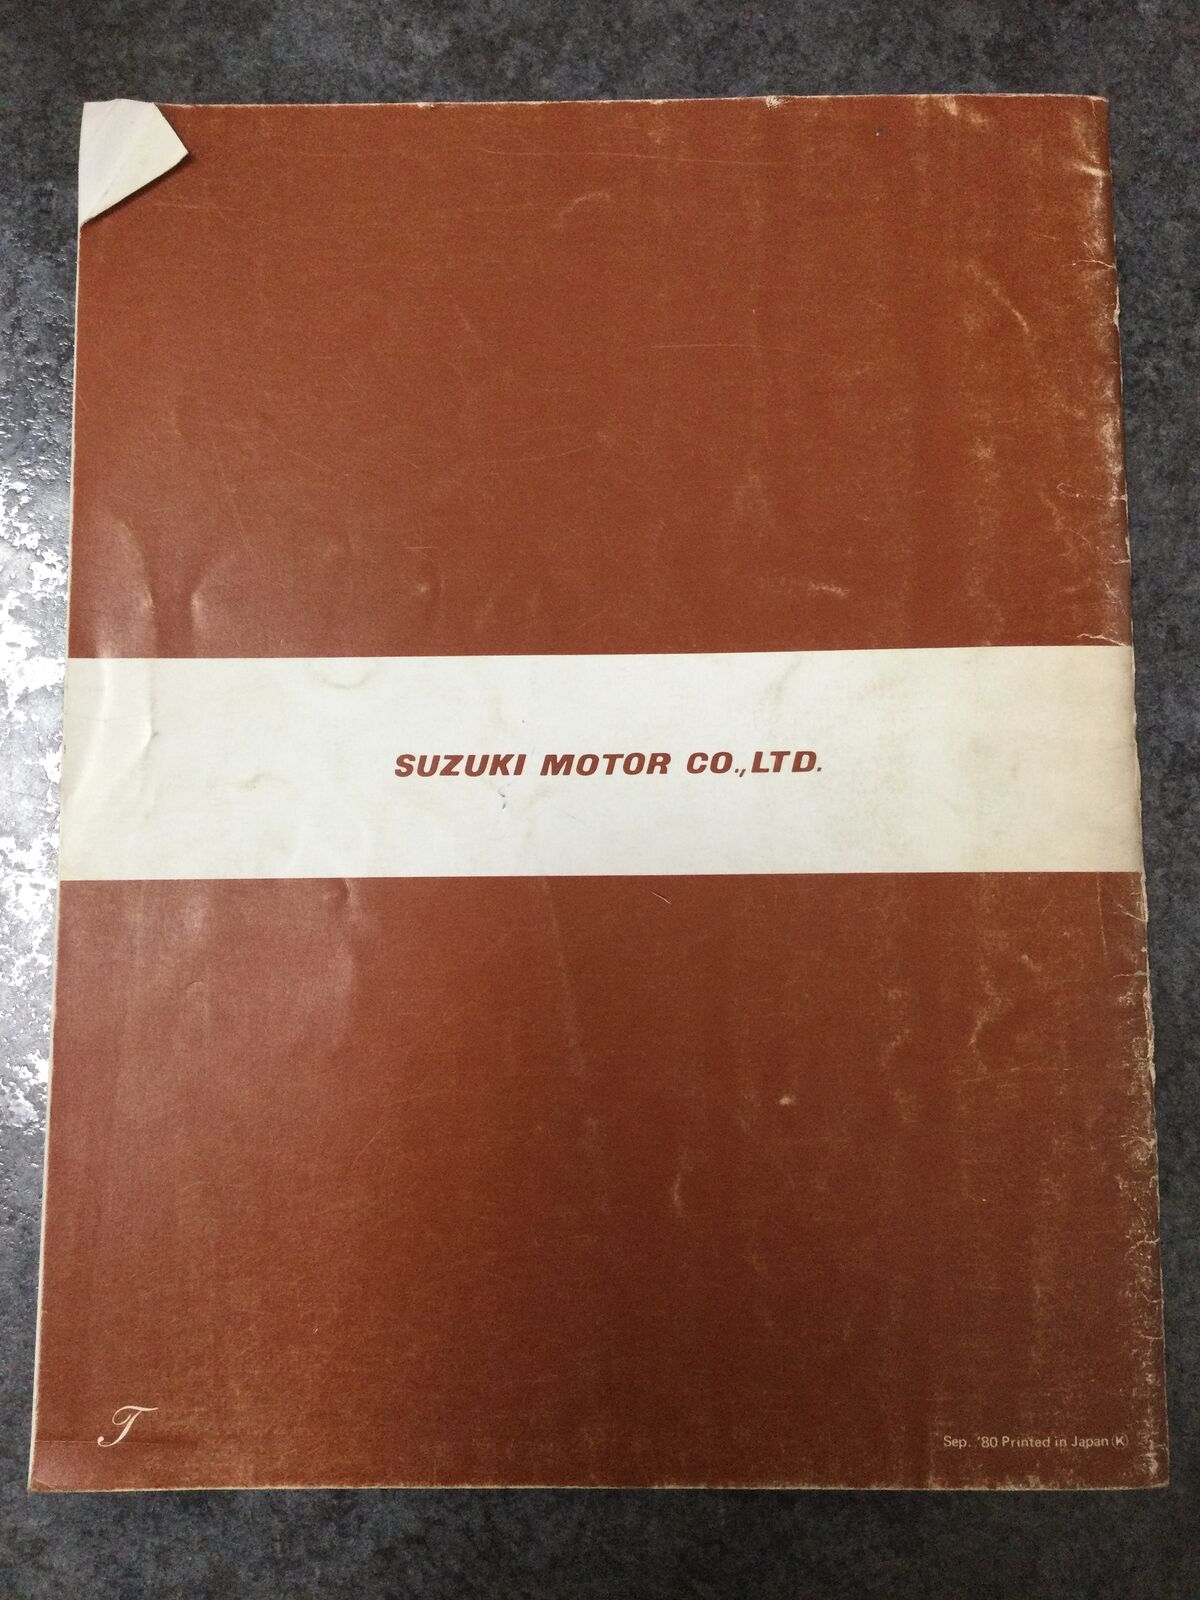 SUZUKI MOTOR CO., LTD.
T
Sep. '80 Printed in Japan Ⓚ